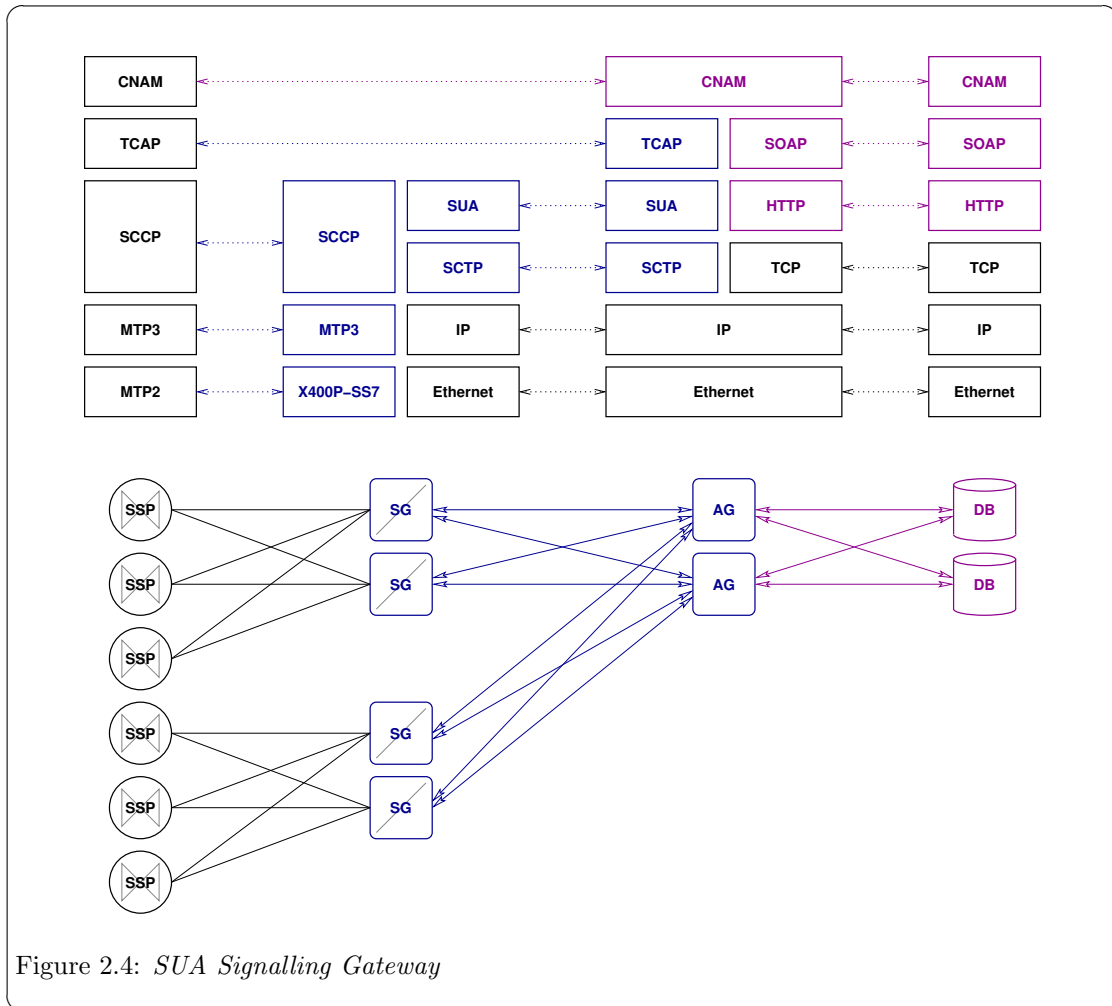 CNAM CNAM CNAM
TCAP TCAP SOAP SOAP
SUA SUA HTTP HTTP
SCCP SCCP
SCTP SCTP TCP TCP
MTP3 MTP3 IP IP IP
MTP2 X400P−SS7 Ethernet Ethernet Ethernet
SSP SG AG DB
SSP SG AG DB
SSP
SSP SG
SSP SG
SSP
Figure 2.4: SUA Signalling Gateway